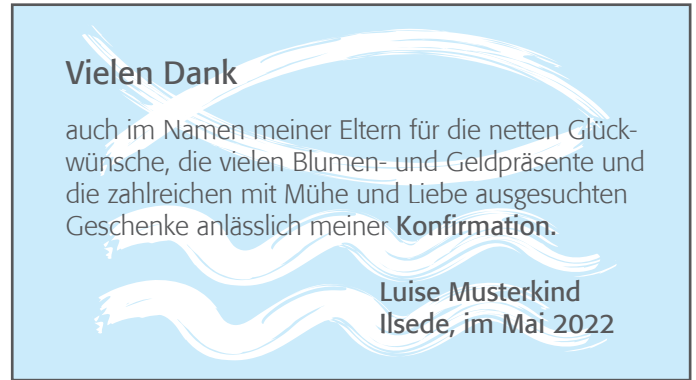 Vielen Dank
auch im Namen meiner Eltern für die netten Glück-
wünsche, die vielen Blumen- und Geldpräsente und
die zahlreichen mit Mühe und Liebe ausgesuchten
Geschenke anlässlich meiner Konfirmation.
Luise Musterkind
Ilsede, im Mai 2022